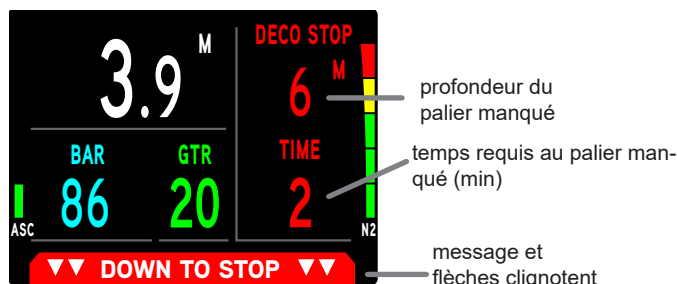 3.9 M
DECO STOP
6 M
BAR
GTR
TIME
86
20
2
ASC
N2
▼▼ DOWN TO STOP ▼▼
profondeur du
palier manqué
temps requis au palier man-
qué (min)
message et
flèches clignotent